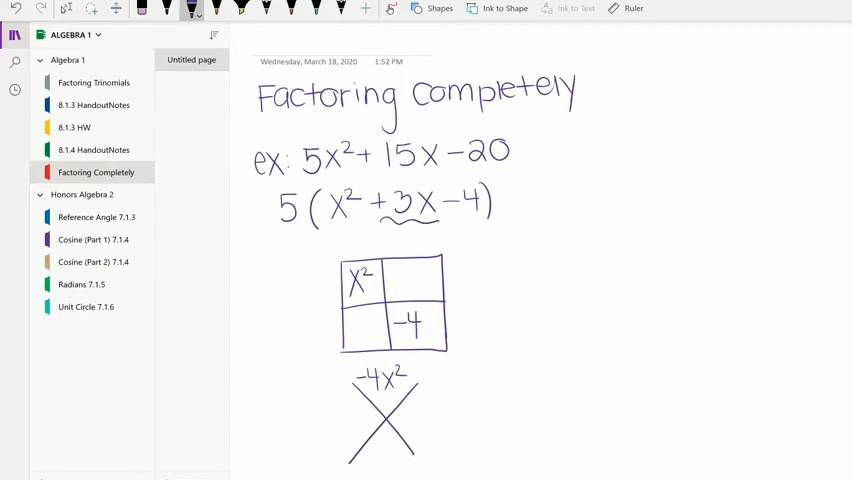 Shapes
Ink to Shape
Ink to Text
Ruler
ALGEBRA 1
Algebra 1
Factoring Trinomials
8.1.3 HandoutNotes
8.1.3 HW
8.1.4 HandoutNotes
Factoring Completely
Honors Algebra 2
Reference Angle 7.1.3
Cosine (Part 1) 7.1.4
Cosine (Part 2) 7.1.4
Radians 7.1.5
Unit Circle 7.1.6
Untitled page
Wednesday, March 18, 2020 1:52 PM
Factoring Completely
ex: 5x² + 15x - 20
5(x² + 3x - 4)
x²
-4
-4x²